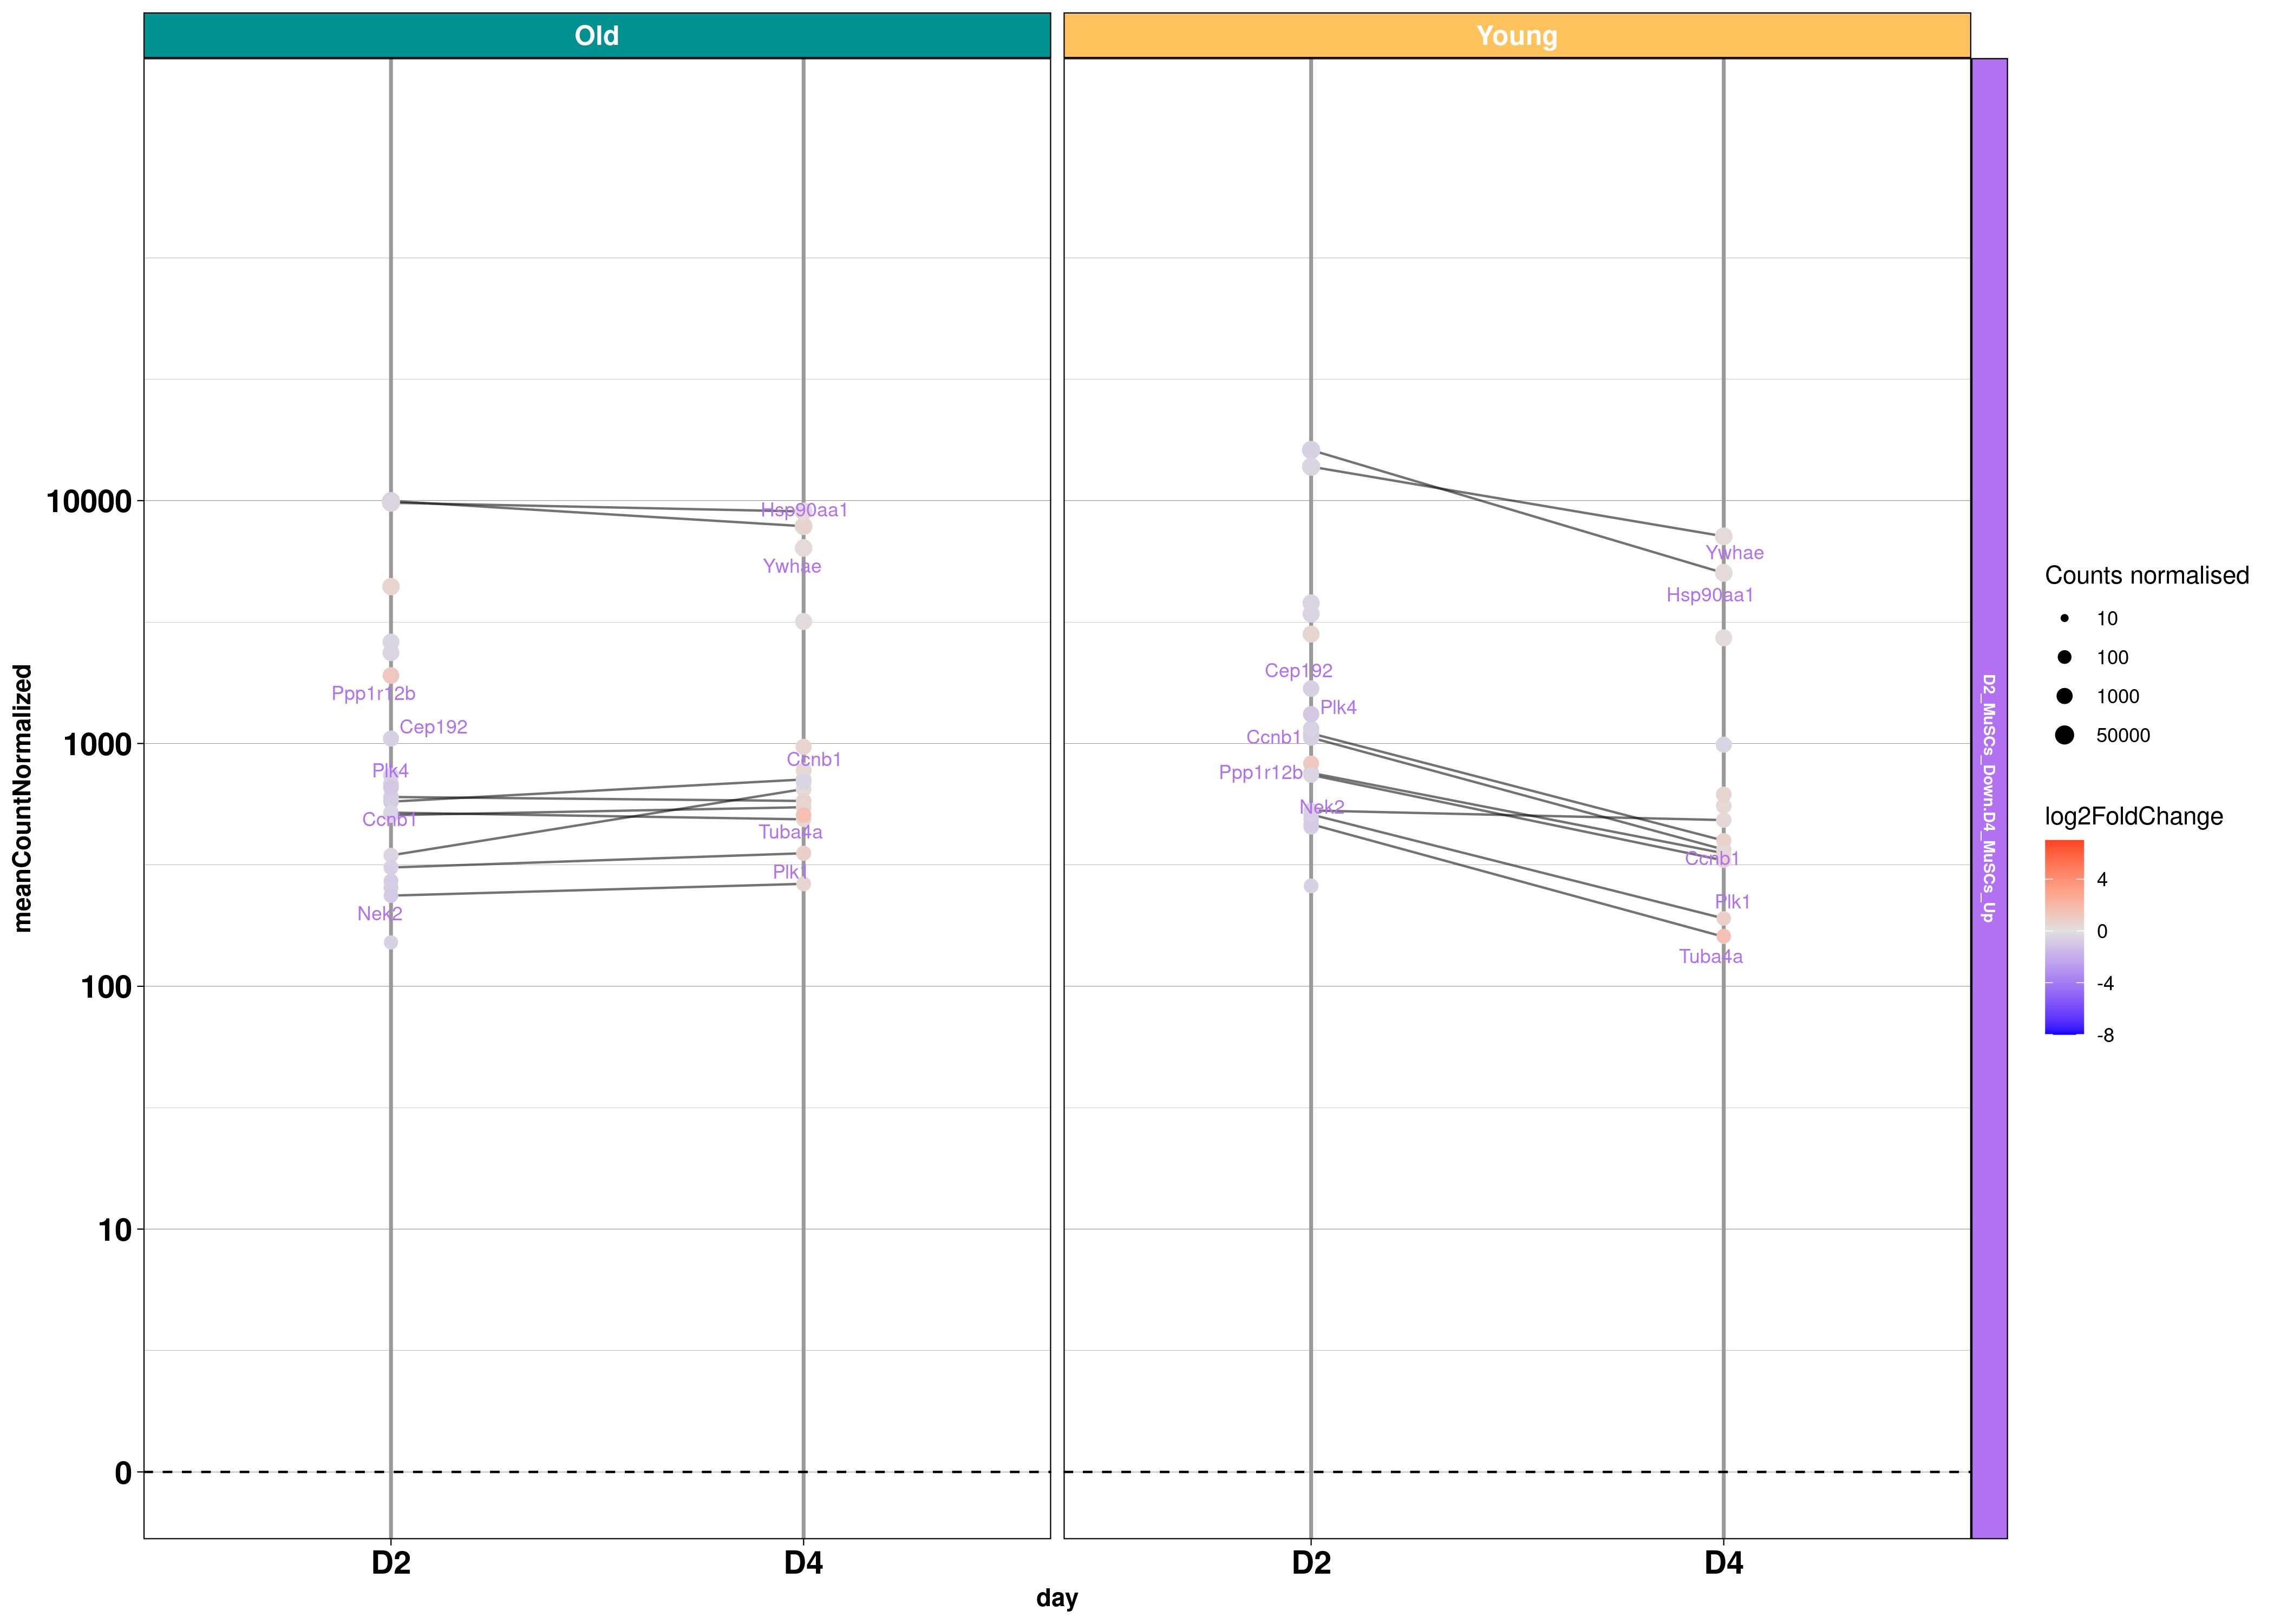 Old
Young
meanCountNormalized
10000
1000
100
10
0
Hsp90aa1
Ywhae
Ppp1r12b
Cep192
Plk4
Ccnb1
Ccnb1
Tuba4a
Plk1
Nek2
D2
D4
Ywhae
Hsp90aa1
Cep192
Plk4
Ccnb1
Ppp1r12b
Nek2
Ccnb1
Plk1
Tuba4a
D2
D4
day
D2_MuSCs_Down.D4_MuSCs_Up
Counts normalised
10
100
1000
50000
log2FoldChange
4
0
-4
-8